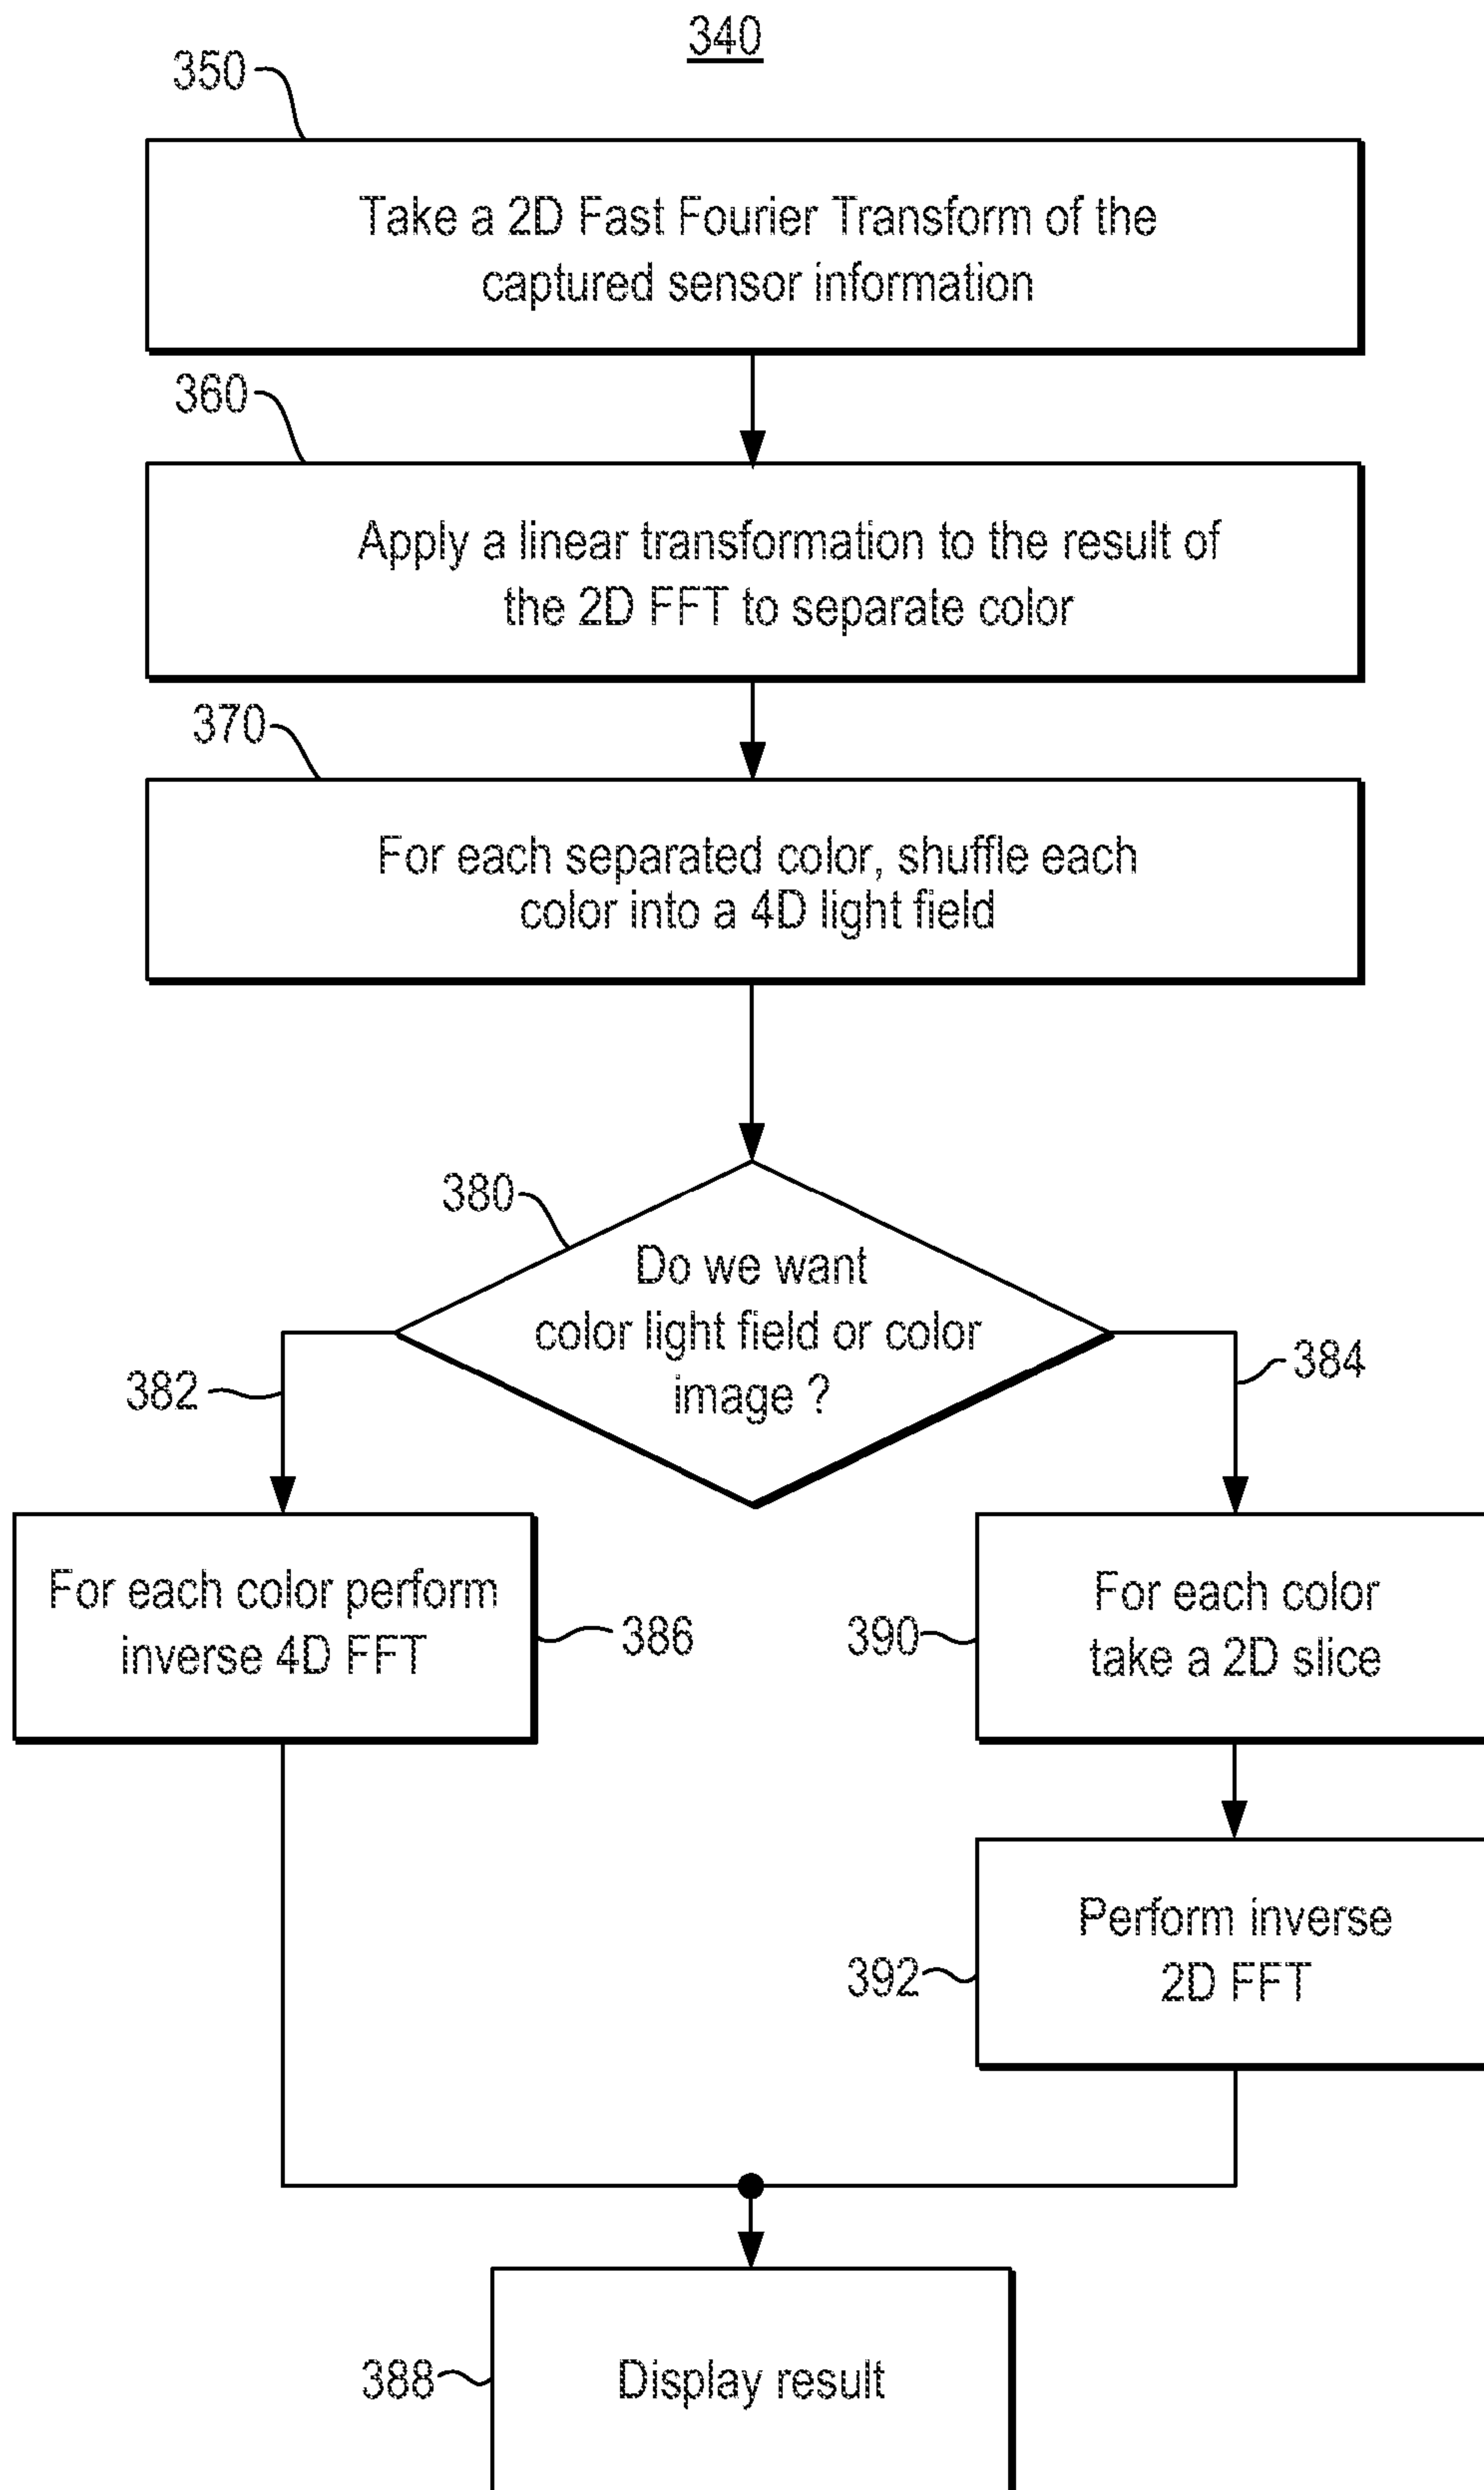 340
350
Take a 2D Fast Fourier Transform of the
captured sensor information
360
Apply a linear transformation to the result of
the 2D FFT to separate color
370
For each separated color, shuffle each
color into a 4D light field
380
Do we want
color light field or color
image ?
382
384
For each color perform
inverse 4D FFT
386
390
For each color
take a 2D slice
392
Perform inverse
2D FFT
388
Display result